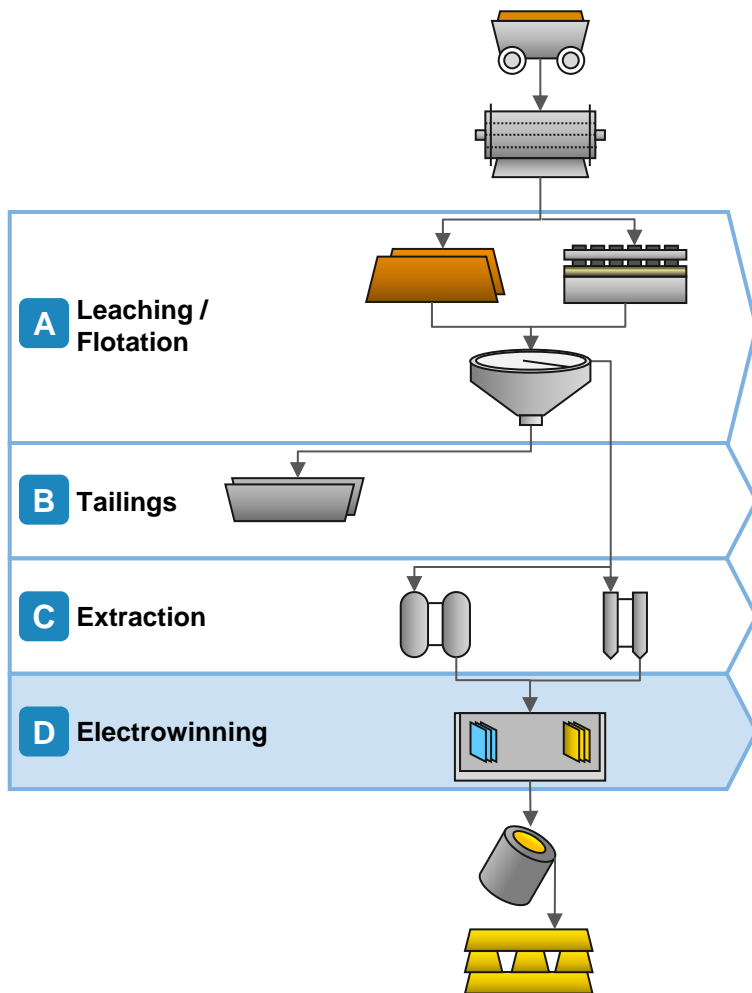 A
Leaching /
Flotation
B
Tailings
C
Extraction
D
Electrowinning